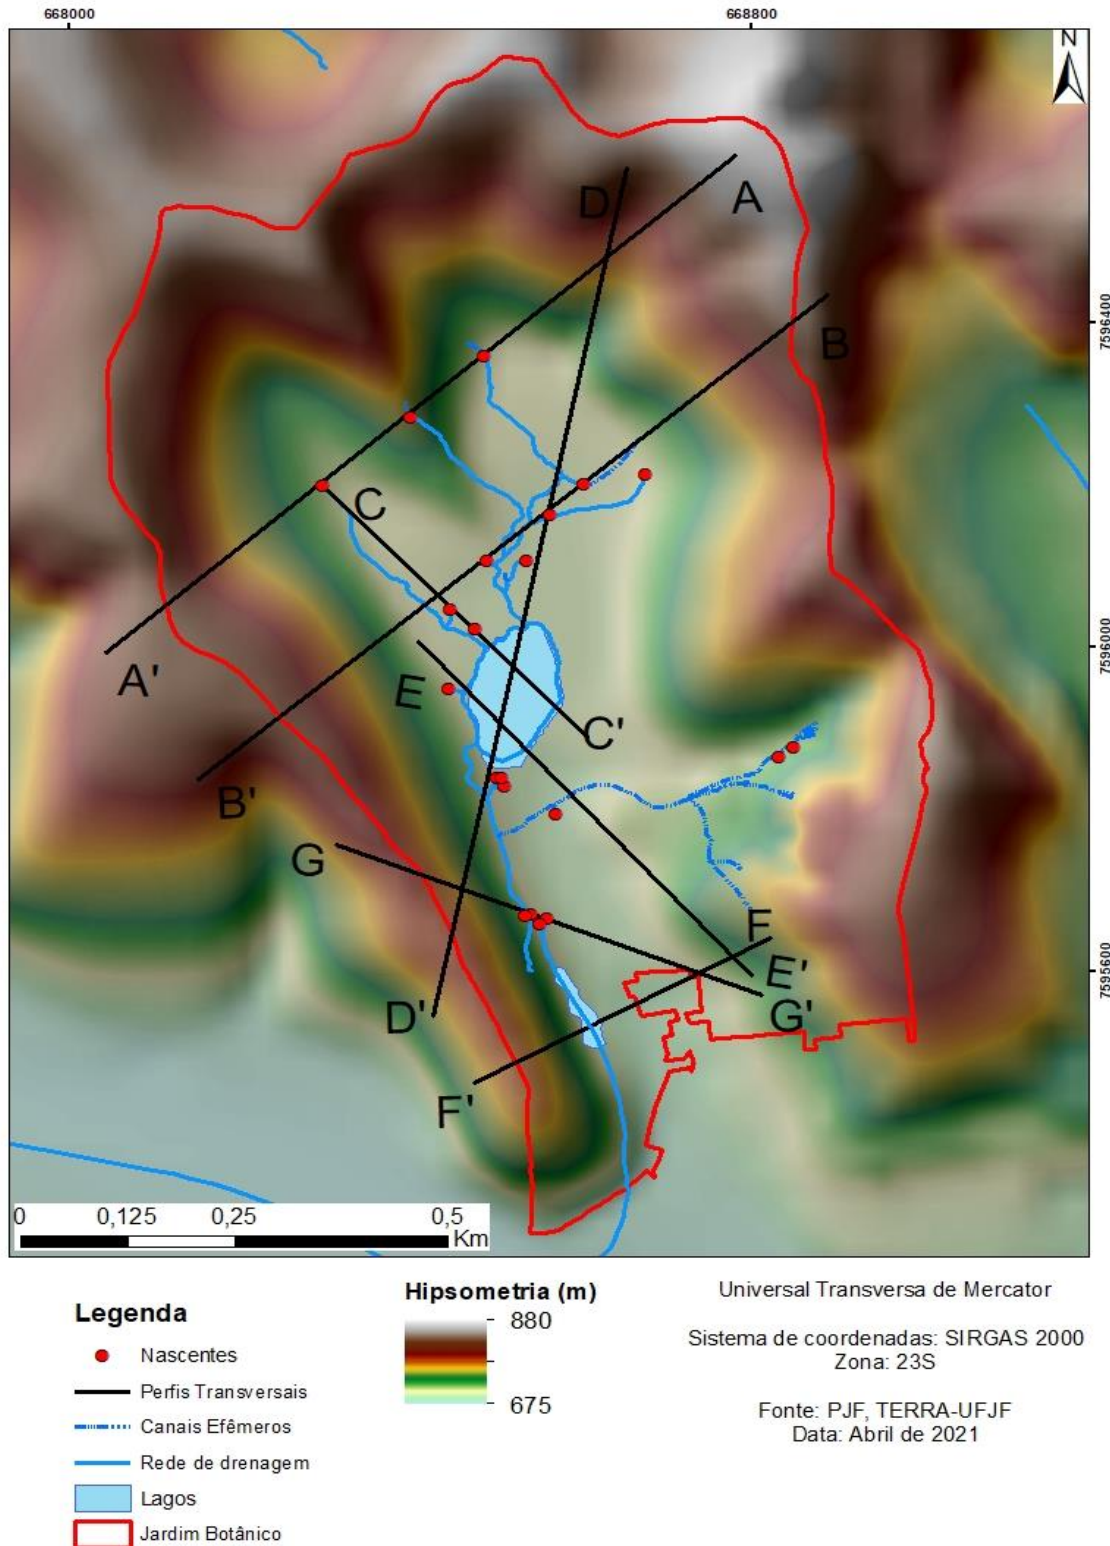 668000
668800
N
D
A
B
7596400
C
A'
E
C'
7596000
B'
G
F
E'
7595600
D'
G'
F'
0
0,125
0,25
0,5
Km
Legenda
Nascentes
Perfis Transversais
Canais Efêmeros
Rede de drenagem
Lagos
Jardim Botânico
Hipsometria (m)
880
675
Universal Transversa de Mercator
Sistema de coordenadas: SIRGAS 2000
Zona: 23S
Fonte: PJF, TERRA-UFJF
Data: Abril de 2021